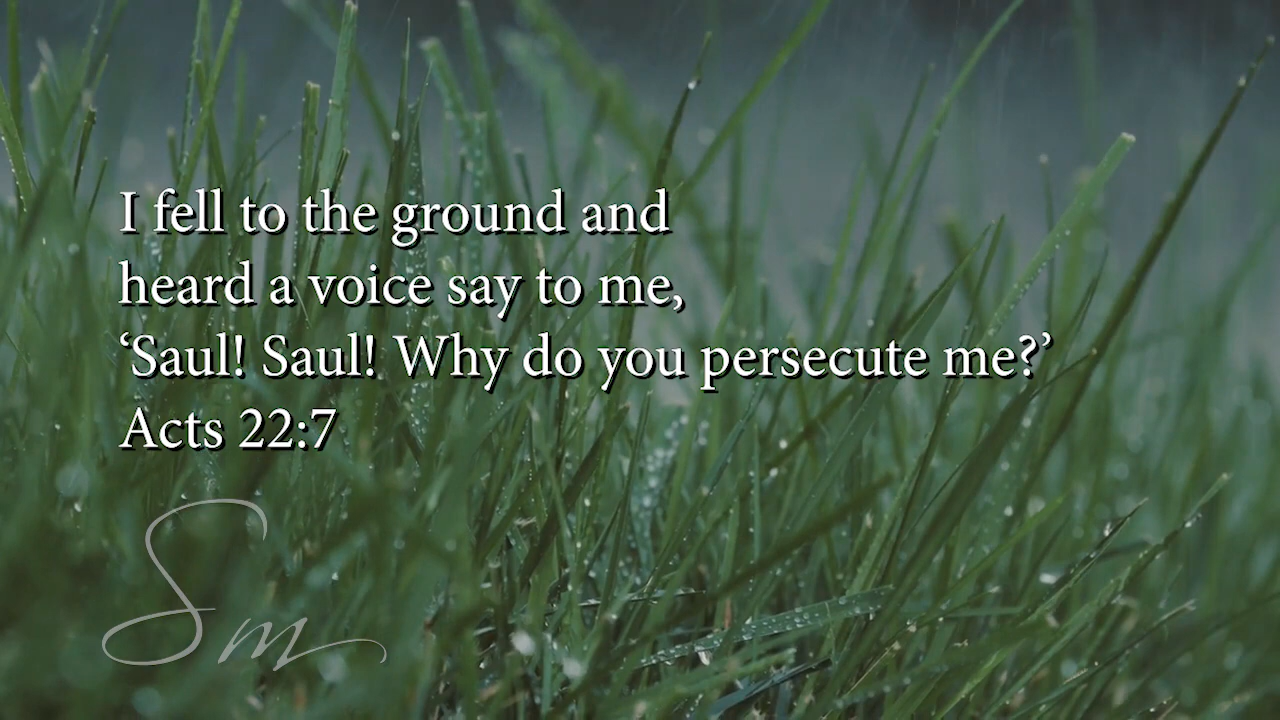 I fell to the ground and
heard a voice say to me,
‘Saul! Saul! Why do you persecute me?’
Acts 22:7
Sm